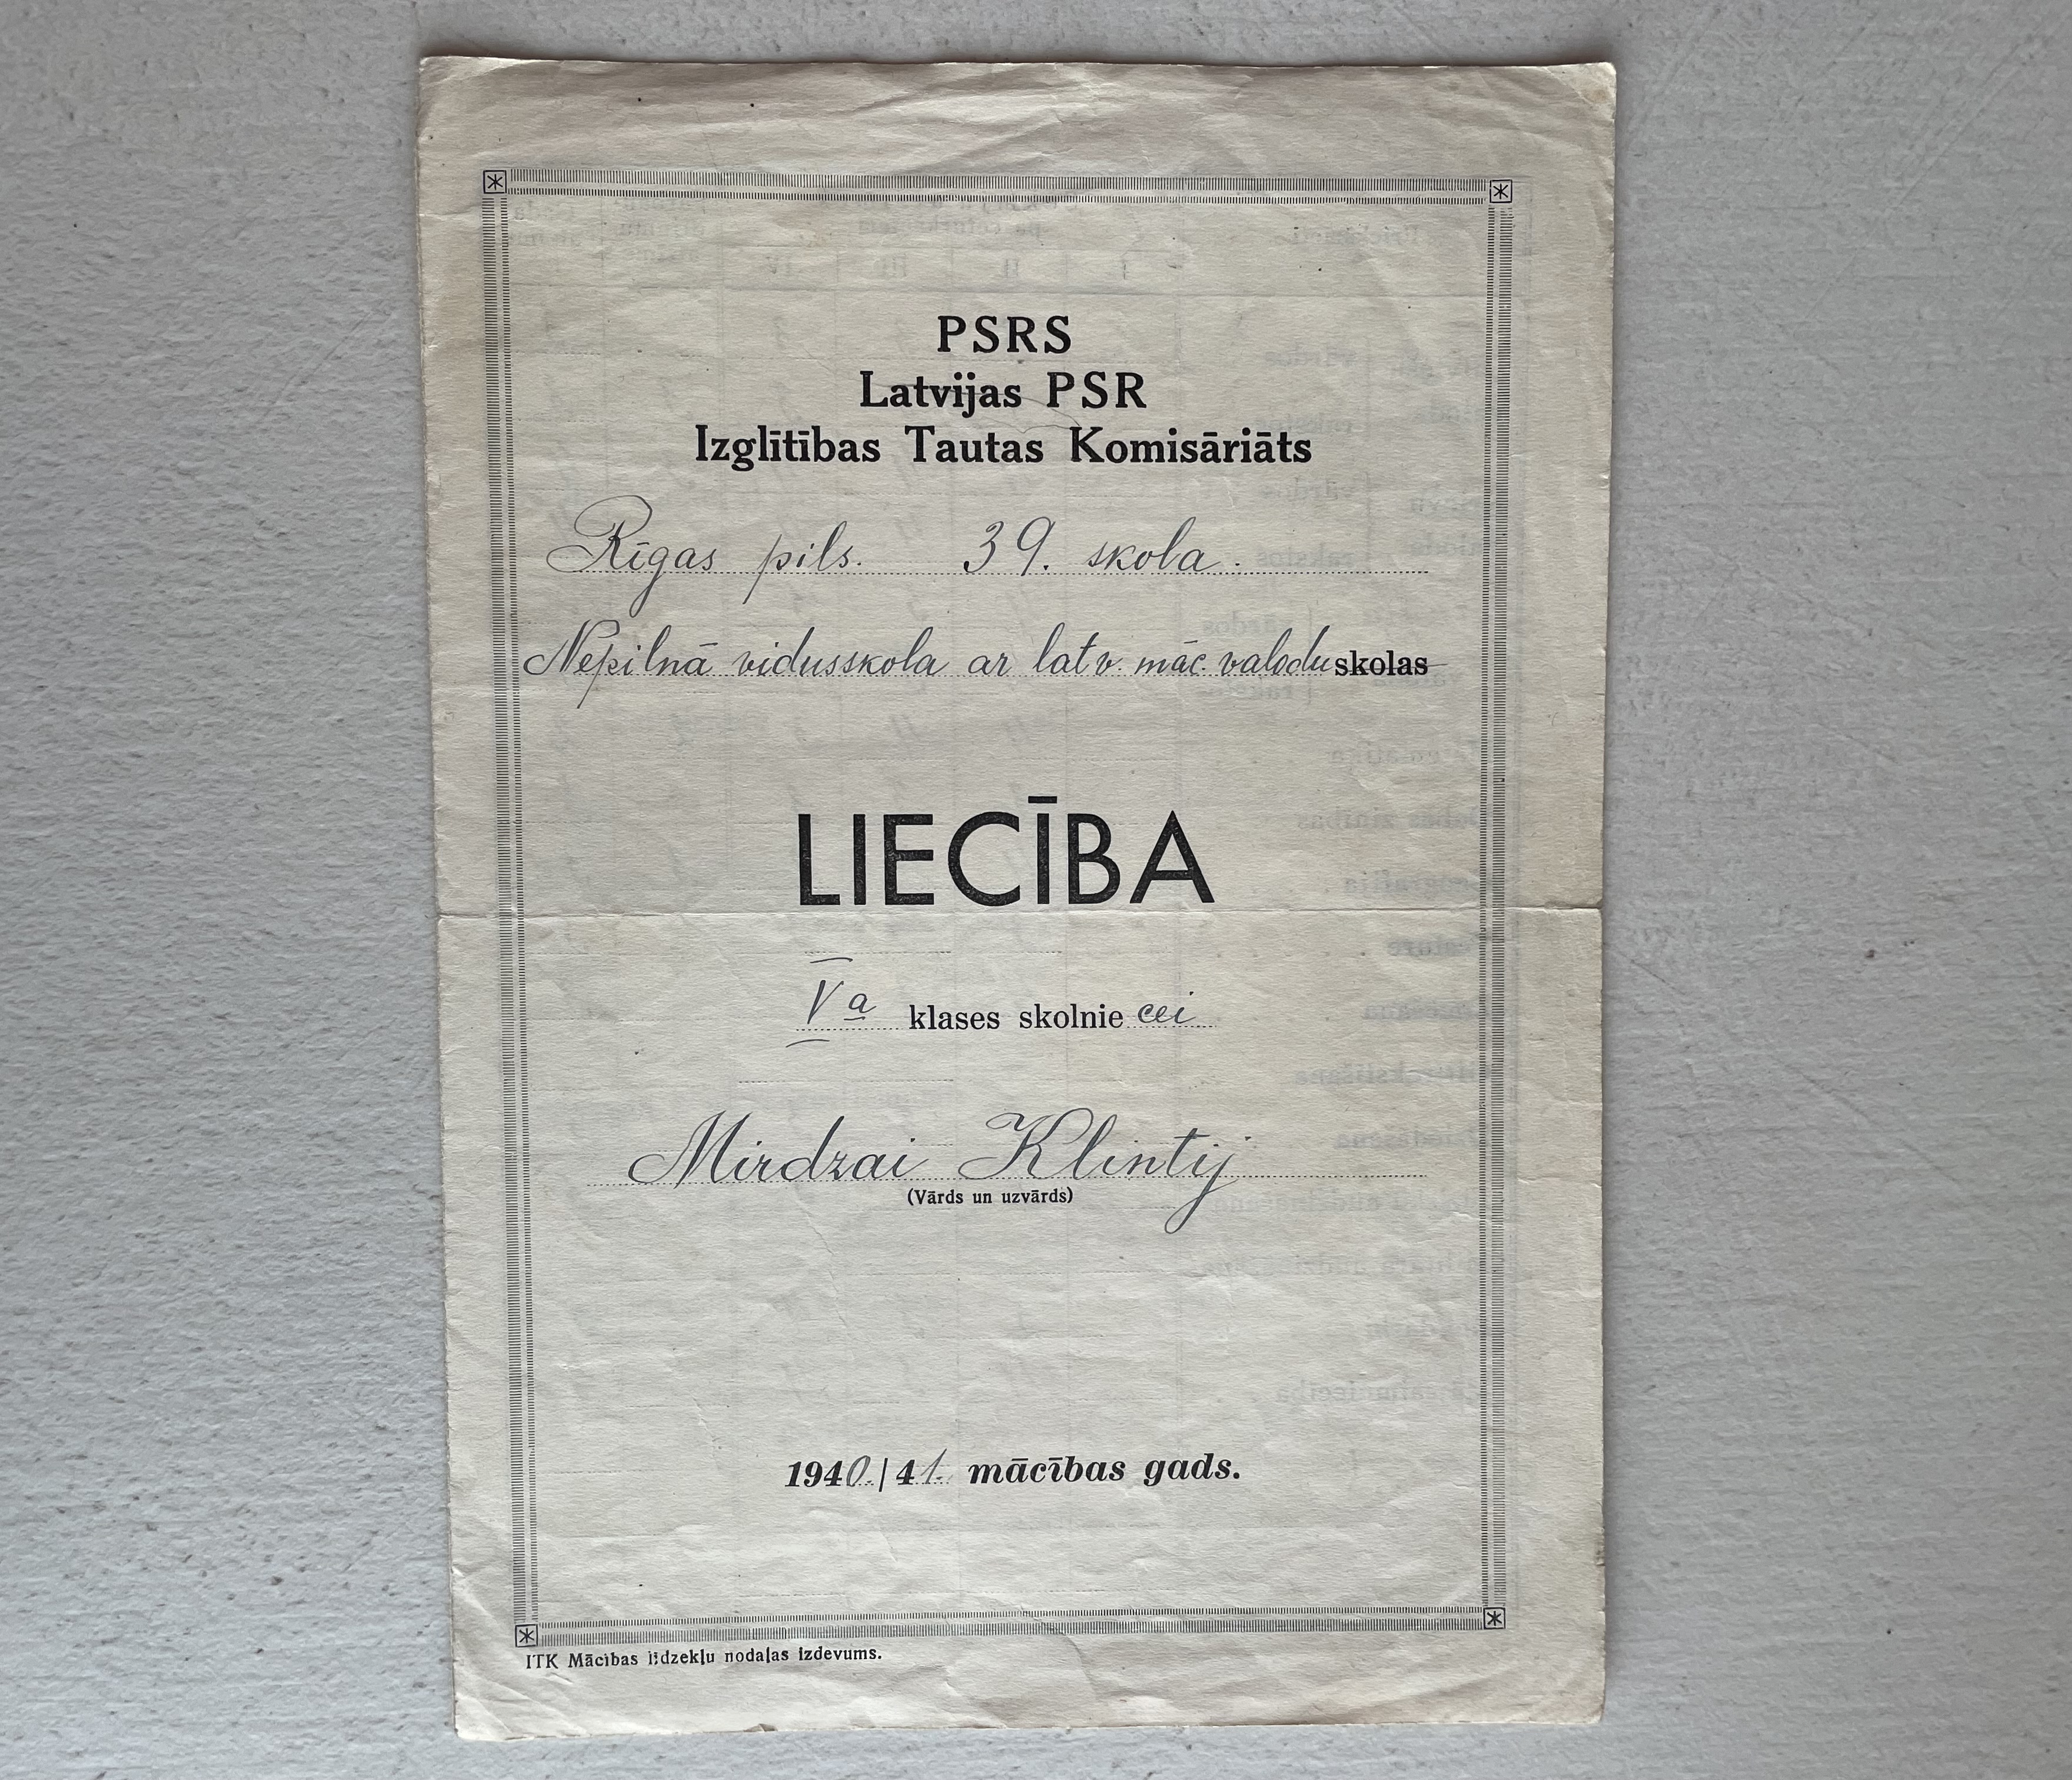 PSRS
Latvijas PSR
Izglītības Tautas Komisāriāts
Rīgas pils. 39. skola.
Nepilnā vidusskola ar latv. māc. valodu skolas
LIECĪBA
Va klases skolniecei
Mirdzai Klintij
(Vārds un uzvārds)
1940./41. mācības gads.
ITK Mācības līdzekļu nodaļas izdevums.